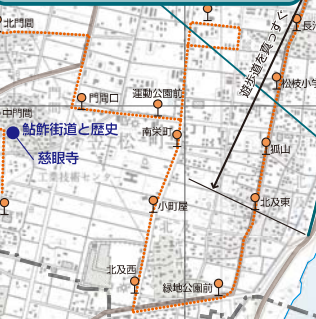 北門間
長池
遊歩道を真っすぐ
松枝小学
門間口
運動公園前
中門間
鮎鮓街道と歴史
南栄町
慈眼寺
狐山
小町屋
北及東
北及西
緑地公園前